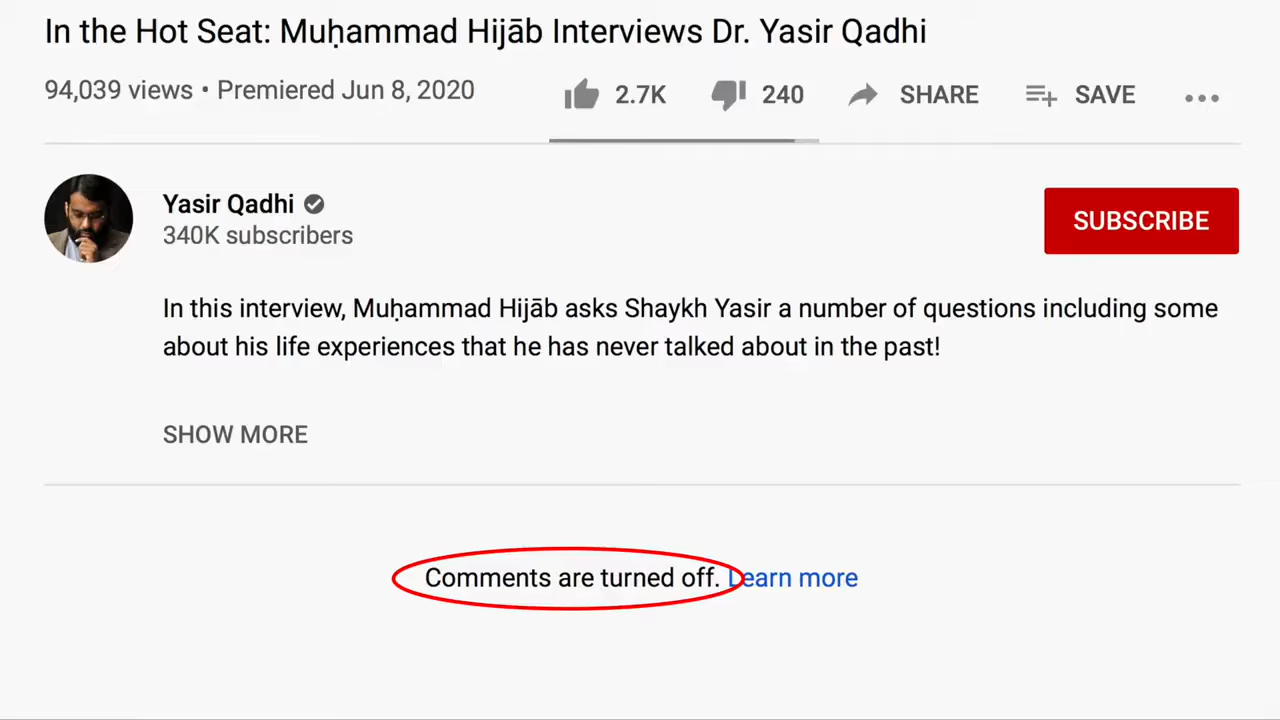 In the Hot Seat: Muḥammad Hijāb Interviews Dr. Yasir Qadhi
94,039 views • Premiered Jun 8, 2020 2.7K 240 SHARE SAVE
Yasir Qadhi
340K subscribers
SUBSCRIBE
In this interview, Muḥammad Hijāb asks Shaykh Yasir a number of questions including some
about his life experiences that he has never talked about in the past!
SHOW MORE
Comments are turned off. Learn more